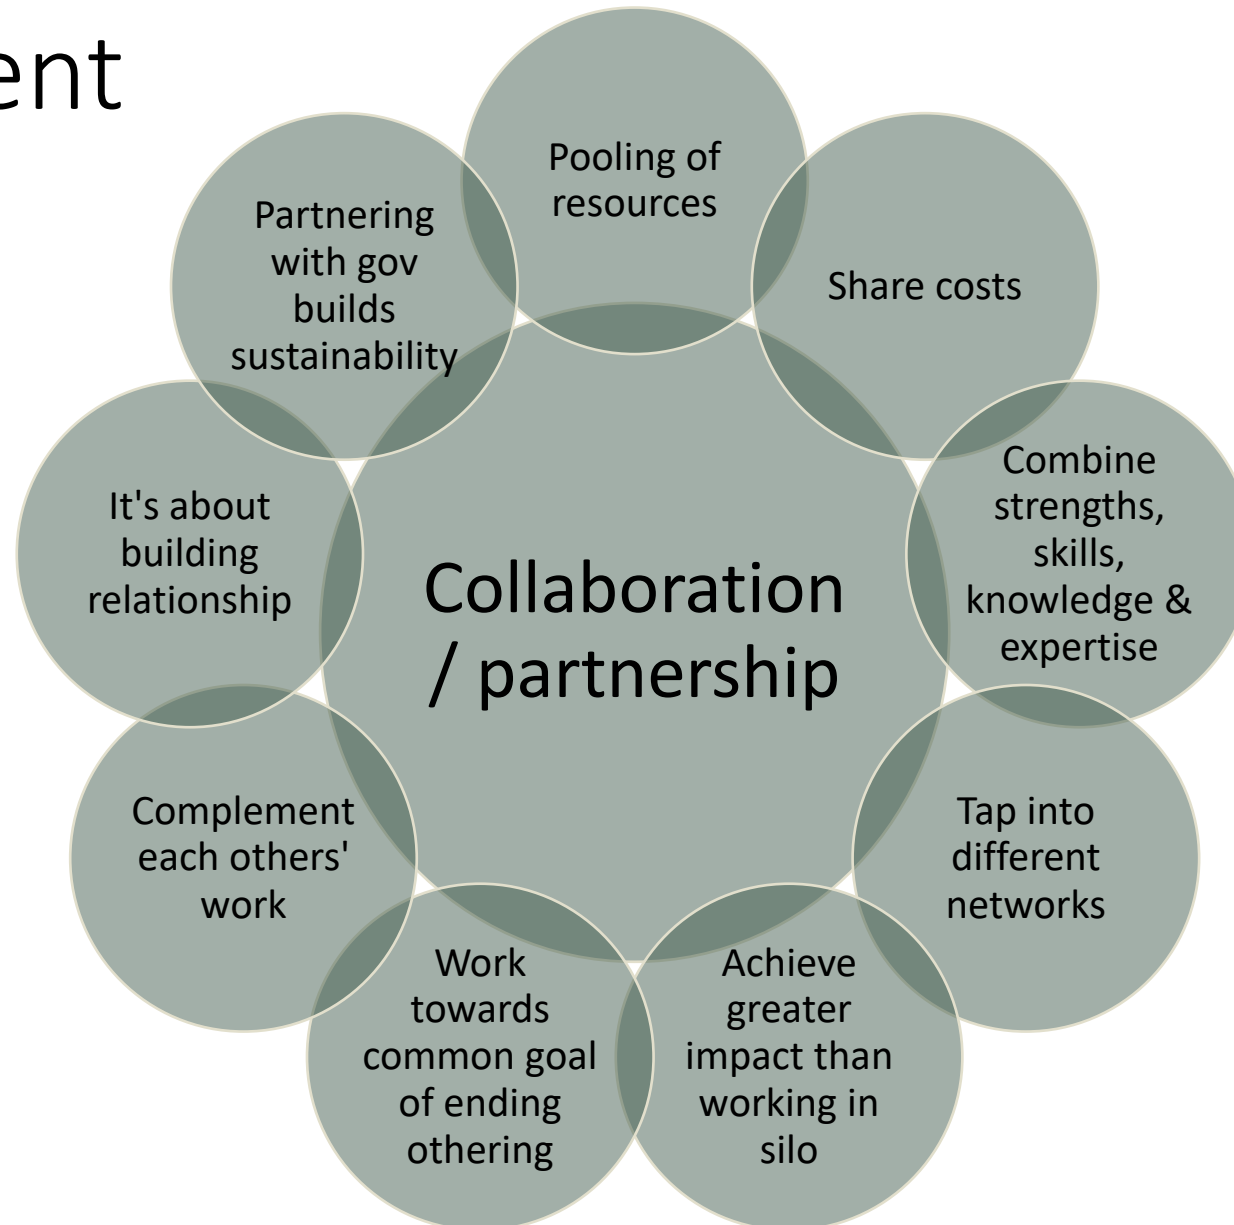 ent
Pooling of
resources
Share costs
Combine
strengths,
skills,
knowledge &
expertise
Tap into
different
networks
Achieve
greater
impact than
working in
silo
Work
towards
common goal
of ending
othering
Complement
each others'
work
It's about
building
relationship
Partnering
with gov
builds
sustainability
Collaboration
/ partnership